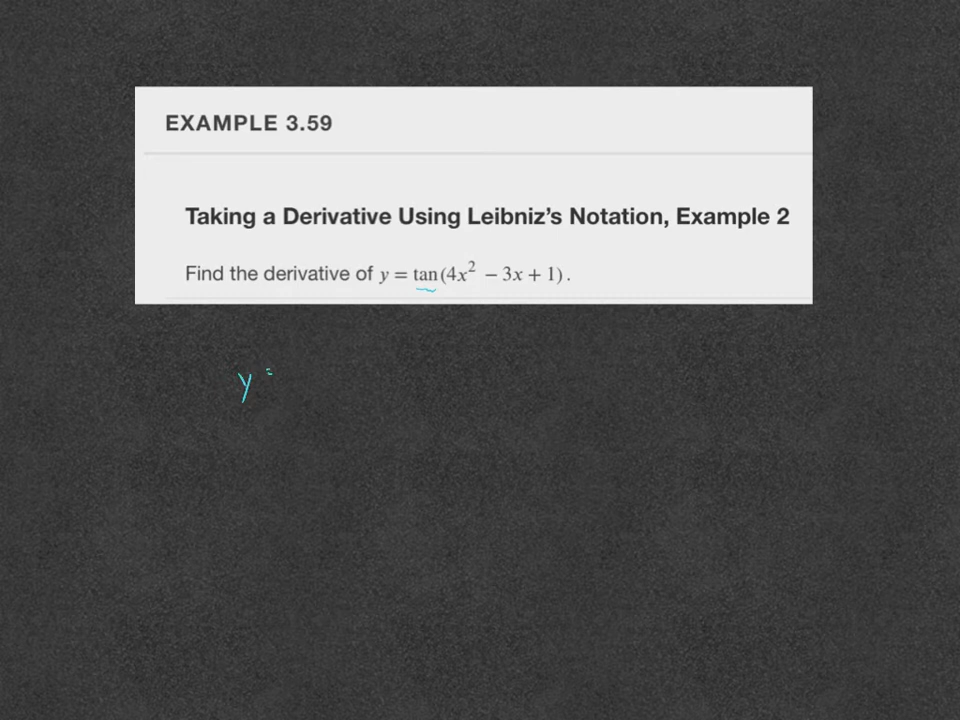 EXAMPLE 3.59
Taking a Derivative Using Leibniz's Notation, Example 2
Find the derivative of y = tan(4x² − 3x + 1).
y =